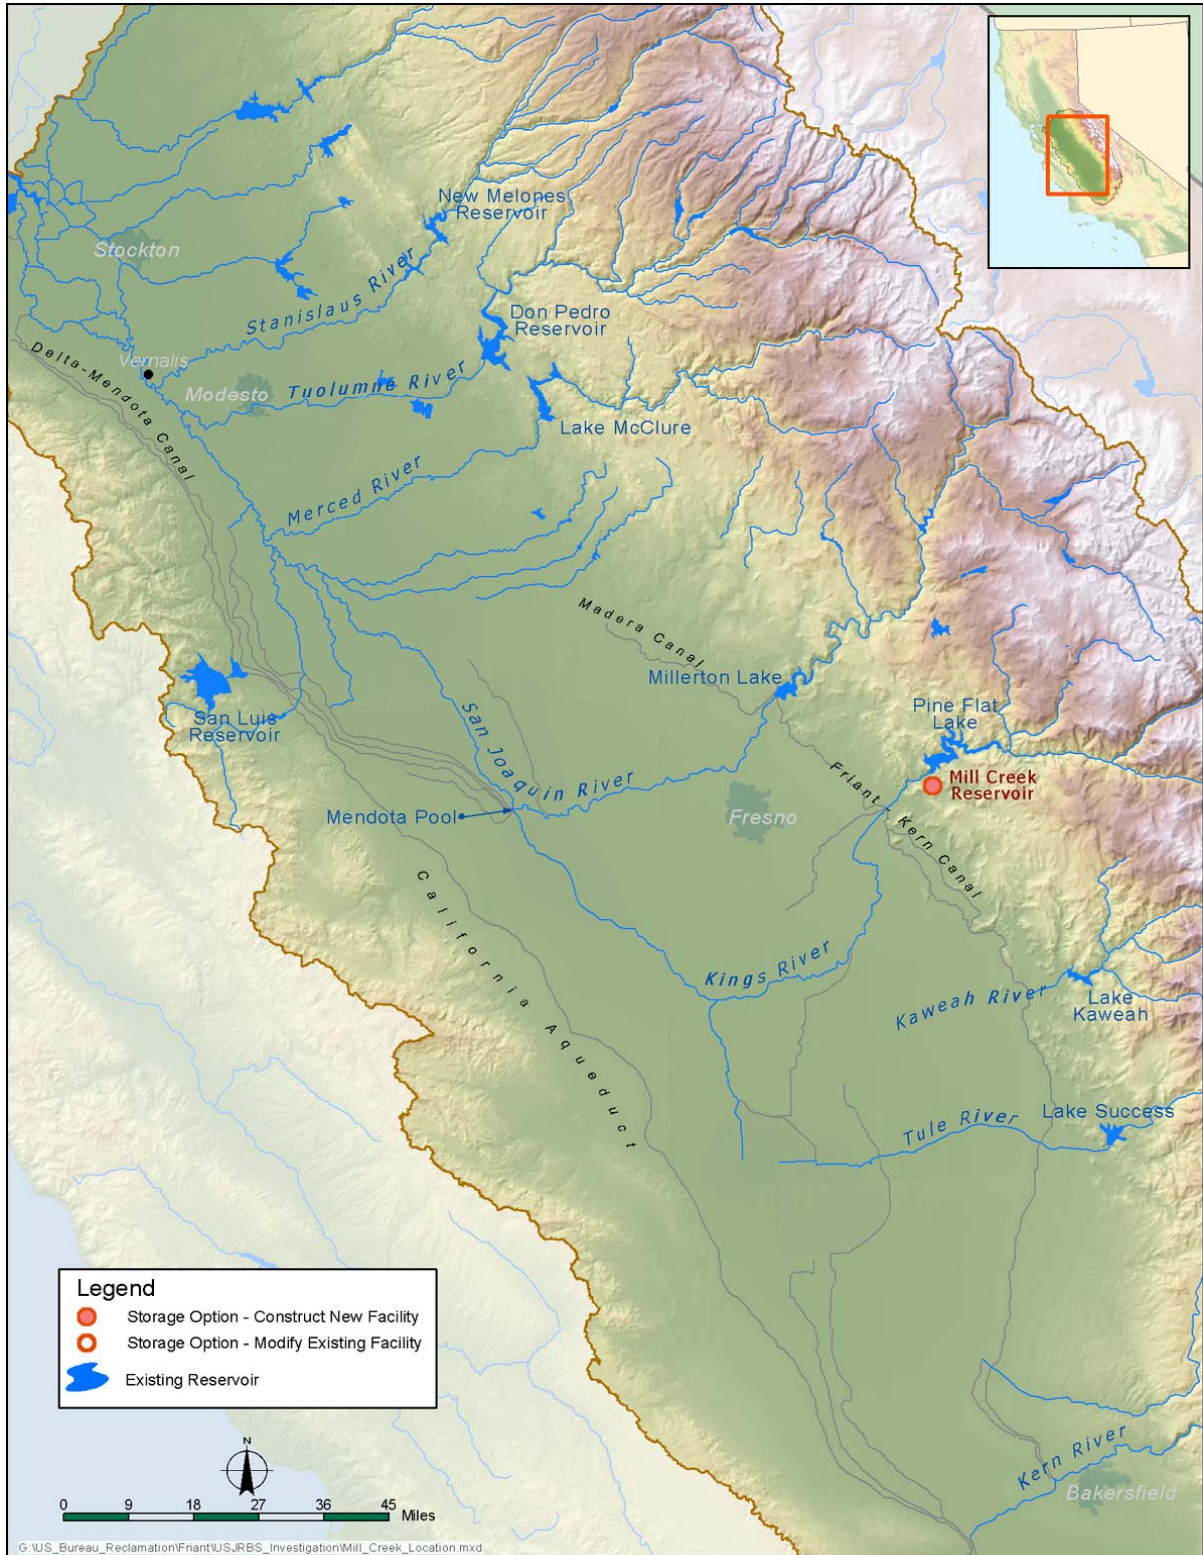 New Melones
Reservoir
Stockton
Stanislaus River
Don Pedro
Reservoir
Delta-Mendota Canal
Vernalis
Modesto
Tuolumne River
Lake McClure
Merced River
Madera Canal
Millerton Lake
San Luis
Reservoir
San Joaquin River
Pine Flat
Lake
Mill Creek
Reservoir
Friant - Kern Canal
Mendota Pool
Fresno
California Aqueduct
Kings River
Kaweah River
Lake
Kaweah
Tule River
Lake Success
Legend
Storage Option - Construct New Facility
Storage Option - Modify Existing Facility
Existing Reservoir
N
0 9 18 27 36 45
Miles
Kern River
Bakersfield
G:\US_Bureau_Reclamation\Friant\USJRBS_Investigation\Mill_Creek_Location.mxd